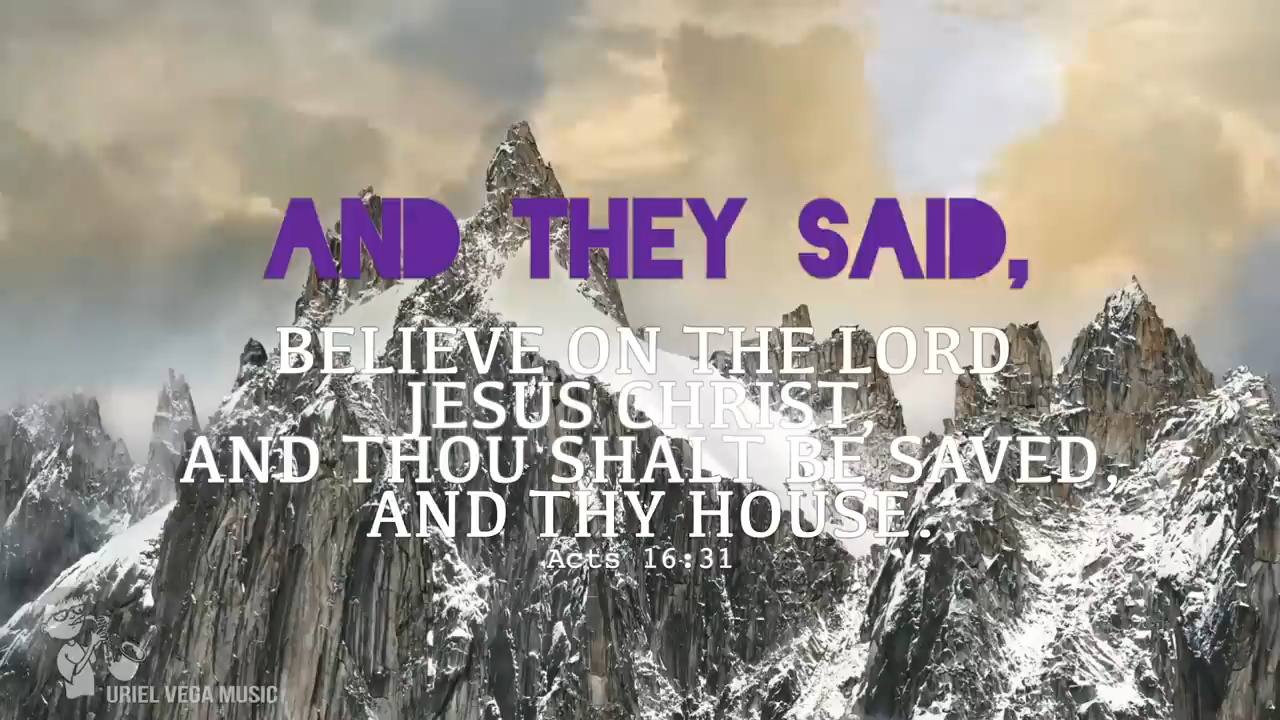 AND THEY SAID,
BELIEVE ON THE LORD
JESUS CHRIST,
AND THOU SHALT BE SAVED,
AND THY HOUSE.
Acts 16:31
URIEL VEGA MUSIC